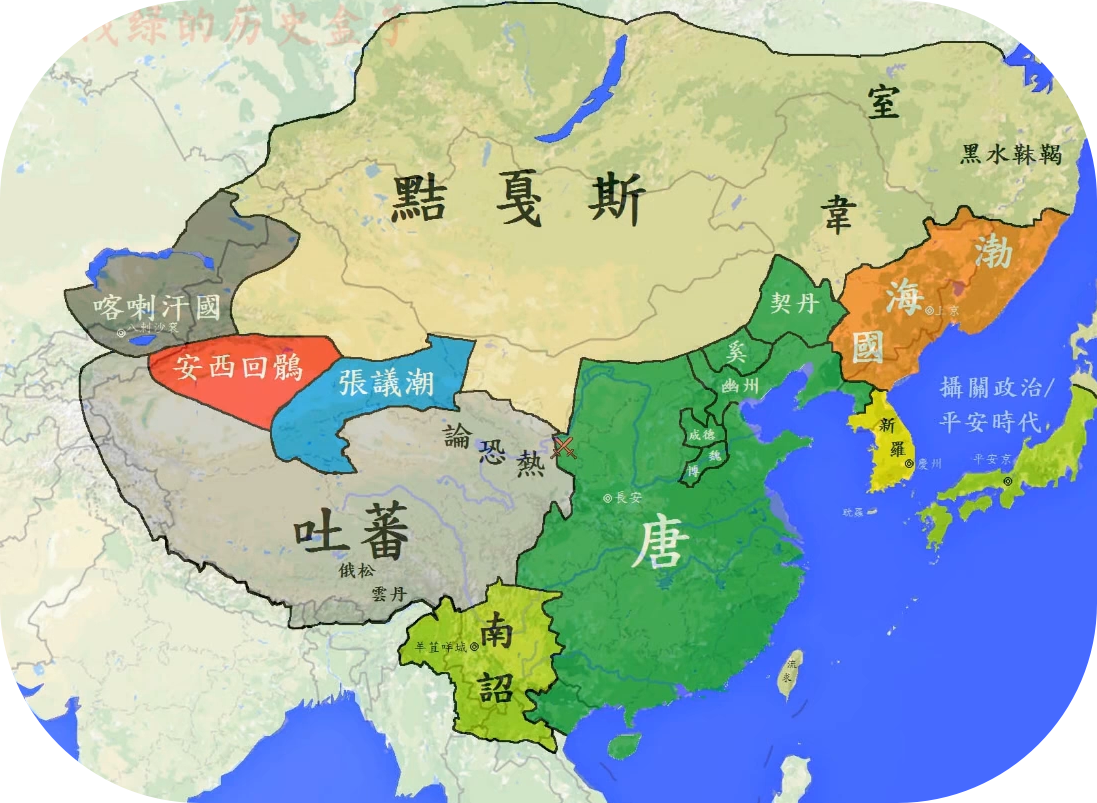 綠的历史盒子
室
黑水靺鞨
黠戛斯
韋
渤
海
上京
國
喀喇汗國
八剌沙袞
契丹
安西回鶻
張議潮
奚
幽州
攝關政治/
平安時代
成德
魏
博
新
羅
慶州
平安京
論
恐
熱
長安
耽羅
吐蕃
唐
俄松
雲丹
南
羊苴咩城
詔
流
求